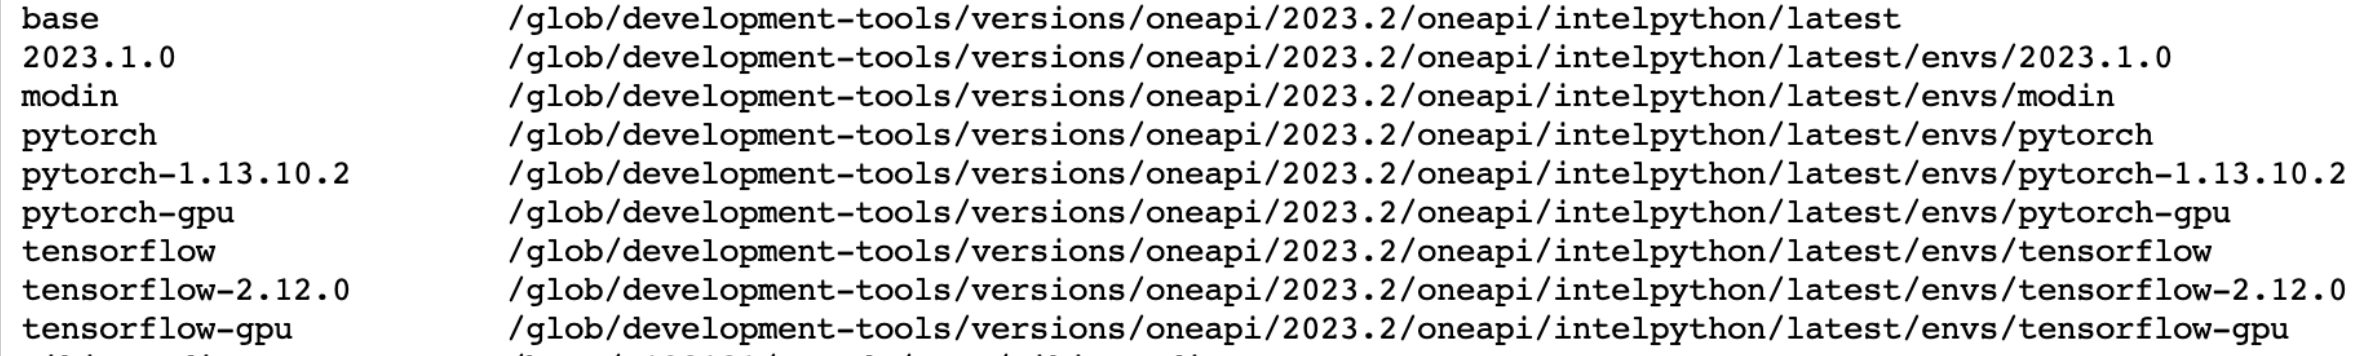 base /glob/development-tools/versions/oneapi/2023.2/oneapi/intelpython/latest
2023.1.0 /glob/development-tools/versions/oneapi/2023.2/oneapi/intelpython/latest/envs/2023.1.0
modin /glob/development-tools/versions/oneapi/2023.2/oneapi/intelpython/latest/envs/modin
pytorch /glob/development-tools/versions/oneapi/2023.2/oneapi/intelpython/latest/envs/pytorch
pytorch-1.13.10.2 /glob/development-tools/versions/oneapi/2023.2/oneapi/intelpython/latest/envs/pytorch-1.13.10.2
pytorch-gpu /glob/development-tools/versions/oneapi/2023.2/oneapi/intelpython/latest/envs/pytorch-gpu
tensorflow /glob/development-tools/versions/oneapi/2023.2/oneapi/intelpython/latest/envs/tensorflow
tensorflow-2.12.0 /glob/development-tools/versions/oneapi/2023.2/oneapi/intelpython/latest/envs/tensorflow-2.12.0
tensorflow-gpu /glob/development-tools/versions/oneapi/2023.2/oneapi/intelpython/latest/envs/tensorflow-gpu